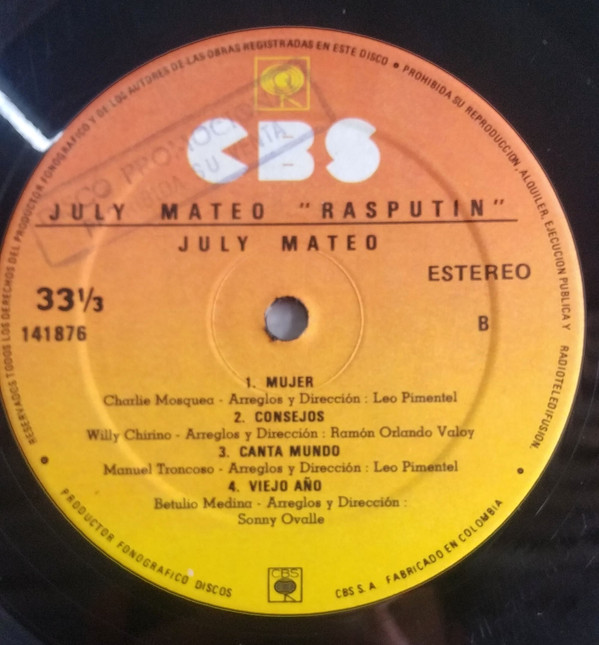 RESERVADOS TODOS LOS DERECHOS DEL PRODUCTOR FONOGRAFICO Y DE LOS AUTORES DE LAS OBRAS REGISTRADAS EN ESTE DISCO • PROHIBIDA SU REPRODUCCION, ALQUILER, EJECUCION PUBLICA Y RADIOTELEDIFUSION.
CBS
PROMOCION
PROHIBIDA SU VENTA
JULY MATEO "RASPUTIN"
JULY MATEO
ESTEREO
33⅓
141876
B
1. MUJER
Charlie Mosquea - Arreglos y Dirección : Leo Pimentel
2. CONSEJOS
Willy Chirino - Arreglos y Dirección : Ramón Orlando Valoy
3. CANTA MUNDO
Manuel Troncoso - Arreglos y Dirección : Leo Pimentel
4. VIEJO AÑO
Betulio Medina - Arreglos y Dirección :
Sonny Ovalle
PRODUCTOR FONOGRAFICO DISCOS
CBS
CBS S.A. FABRICADO EN COLOMBIA